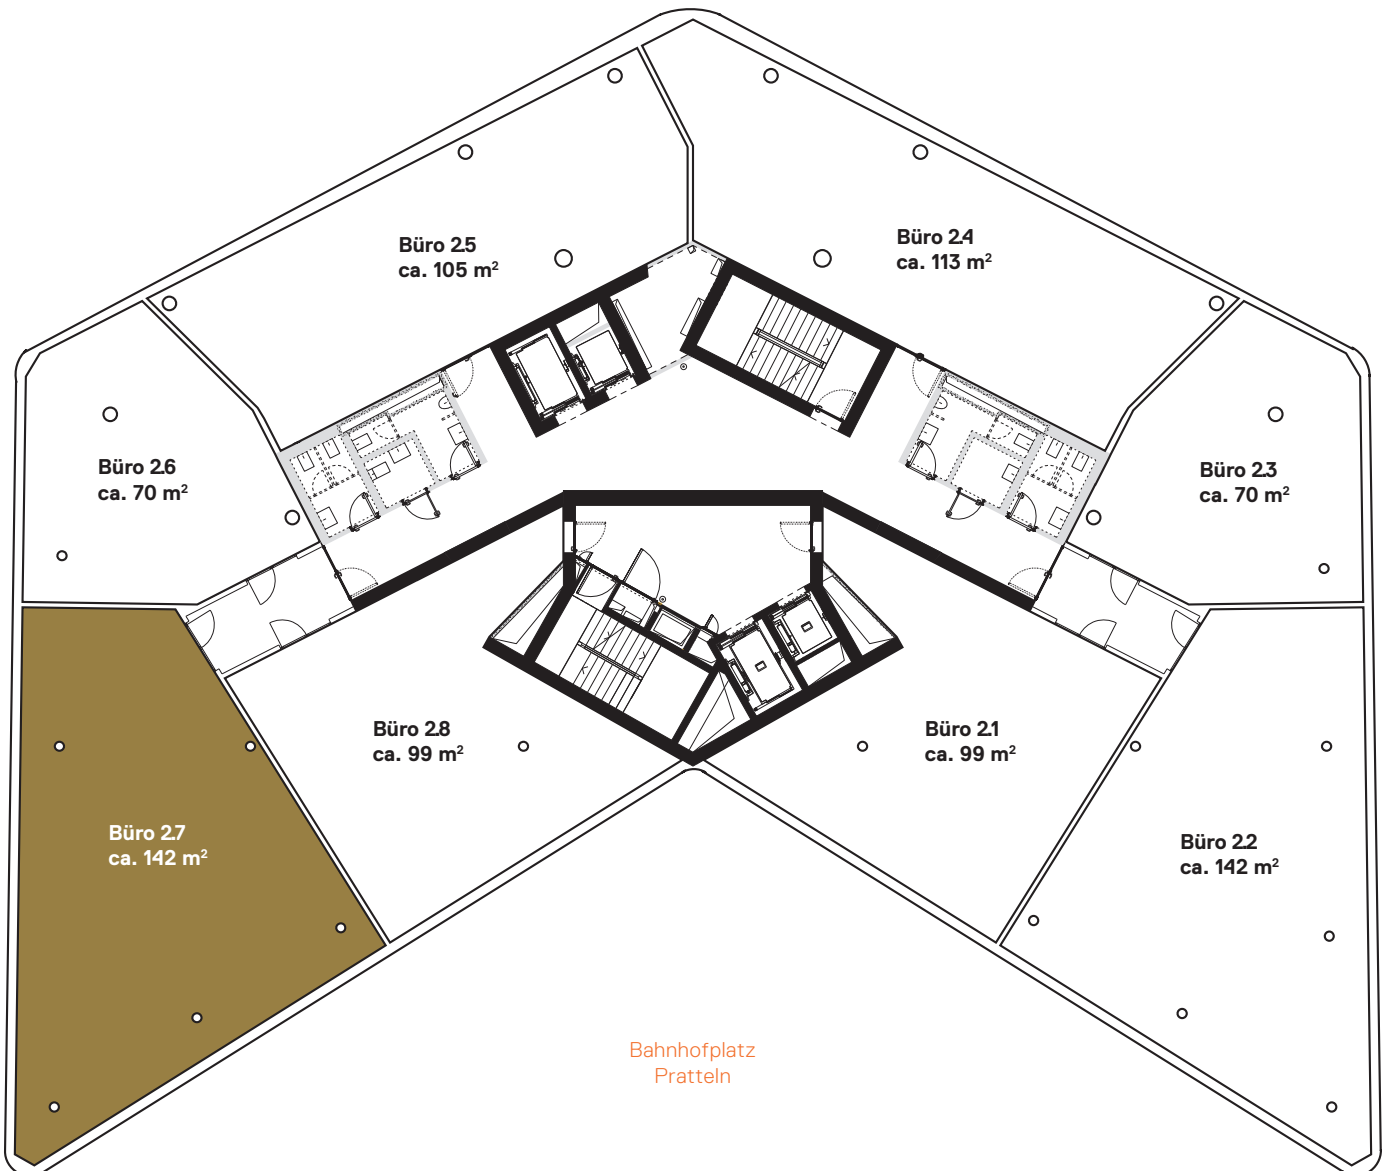 Büro 2.5
ca. 105 m²
Büro 2.4
ca. 113 m²
Büro 2.6
ca. 70 m²
Büro 2.3
ca. 70 m²
Büro 2.8
ca. 99 m²
Büro 2.1
ca. 99 m²
Büro 2.7
ca. 142 m²
Büro 2.2
ca. 142 m²
Bahnhofplatz
Pratteln